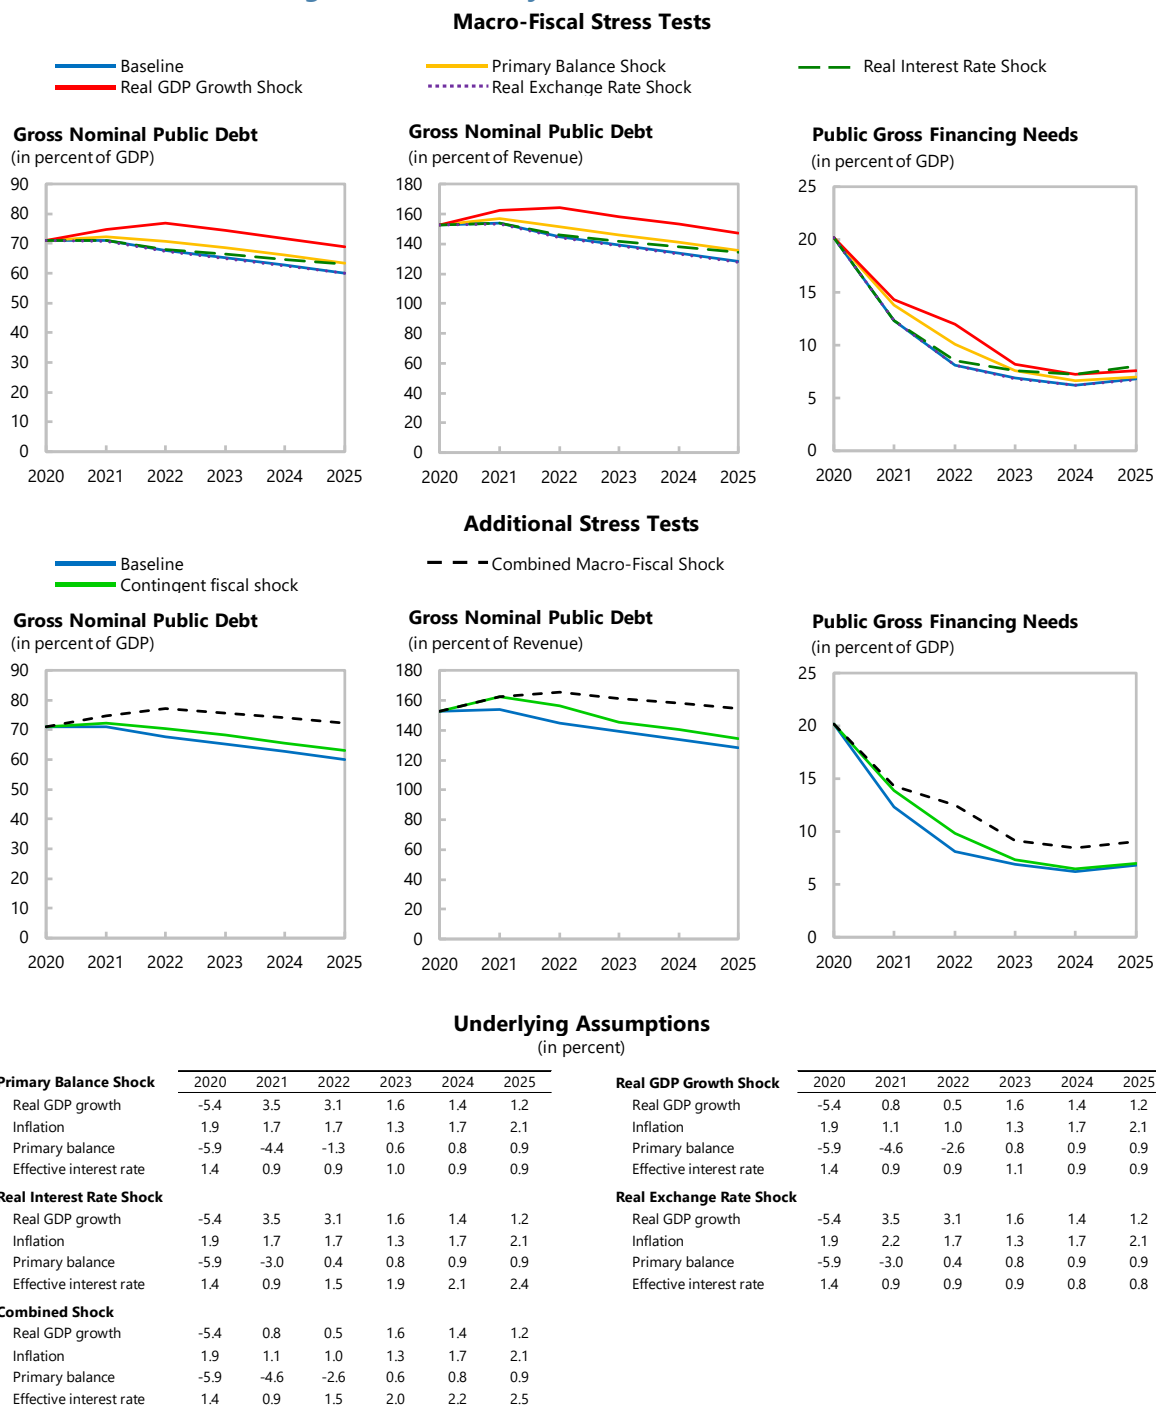 Macro-Fiscal Stress Tests
Baseline
Primary Balance Shock
Real Interest Rate Shock
Real GDP Growth Shock
Real Exchange Rate Shock
Gross Nominal Public Debt
(in percent of GDP)
90
80
70
60
50
40
30
20
10
0
2020 2021 2022 2023 2024 2025
Gross Nominal Public Debt
(in percent of Revenue)
180
160
140
120
100
80
60
40
20
0
2020 2021 2022 2023 2024 2025
Public Gross Financing Needs
(in percent of GDP)
25
20
15
10
5
0
2020 2021 2022 2023 2024 2025
Additional Stress Tests
Baseline
Combined Macro-Fiscal Shock
Contingent fiscal shock
Gross Nominal Public Debt
(in percent of GDP)
90
80
70
60
50
40
30
20
10
0
2020 2021 2022 2023 2024 2025
Gross Nominal Public Debt
(in percent of Revenue)
180
160
140
120
100
80
60
40
20
0
2020 2021 2022 2023 2024 2025
Public Gross Financing Needs
(in percent of GDP)
25
20
15
10
5
0
2020 2021 2022 2023 2024 2025
Underlying Assumptions
(in percent)
Primary Balance Shock 2020 2021 2022 2023 2024 2025
Real GDP growth -5.4 3.5 3.1 1.6 1.4 1.2
Inflation 1.9 1.7 1.7 1.3 1.7 2.1
Primary balance -5.9 -4.4 -1.3 0.6 0.8 0.9
Effective interest rate 1.4 0.9 0.9 1.0 0.9 0.9
Real Interest Rate Shock
Real GDP growth -5.4 3.5 3.1 1.6 1.4 1.2
Inflation 1.9 1.7 1.7 1.3 1.7 2.1
Primary balance -5.9 -3.0 0.4 0.8 0.9 0.9
Effective interest rate 1.4 0.9 1.5 1.9 2.1 2.4
Combined Shock
Real GDP growth -5.4 0.8 0.5 1.6 1.4 1.2
Inflation 1.9 1.1 1.0 1.3 1.7 2.1
Primary balance -5.9 -4.6 -2.6 0.6 0.8 0.9
Effective interest rate 1.4 0.9 1.5 2.0 2.2 2.5
Real GDP Growth Shock 2020 2021 2022 2023 2024 2025
Real GDP growth -5.4 0.8 0.5 1.6 1.4 1.2
Inflation 1.9 1.1 1.0 1.3 1.7 2.1
Primary balance -5.9 -4.6 -2.6 0.8 0.9 0.9
Effective interest rate 1.4 0.9 0.9 1.1 0.9 0.9
Real Exchange Rate Shock
Real GDP growth -5.4 3.5 3.1 1.6 1.4 1.2
Inflation 1.9 2.2 1.7 1.3 1.7 2.1
Primary balance -5.9 -3.0 0.4 0.8 0.9 0.9
Effective interest rate 1.4 0.9 0.9 0.9 0.8 0.8